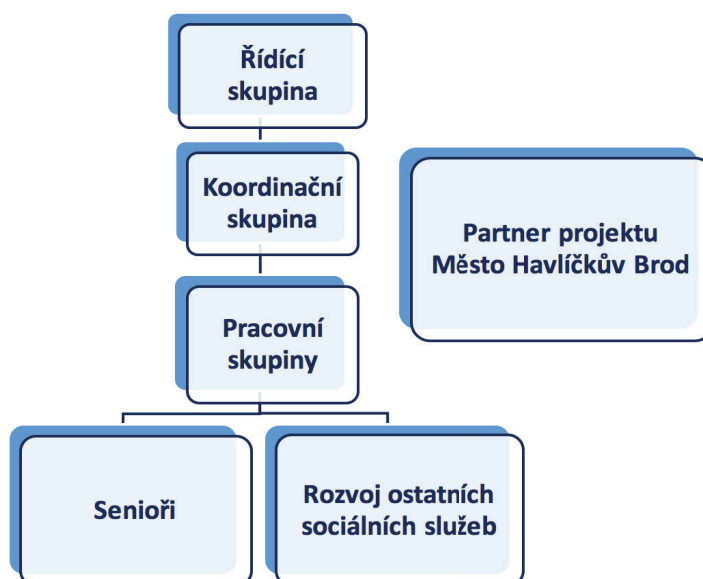 Řídící
skupina
Koordinační
skupina
Partner projektu
Město Havlíčkův Brod
Pracovní
skupiny
Senioři
Rozvoj ostatních
sociálních služeb